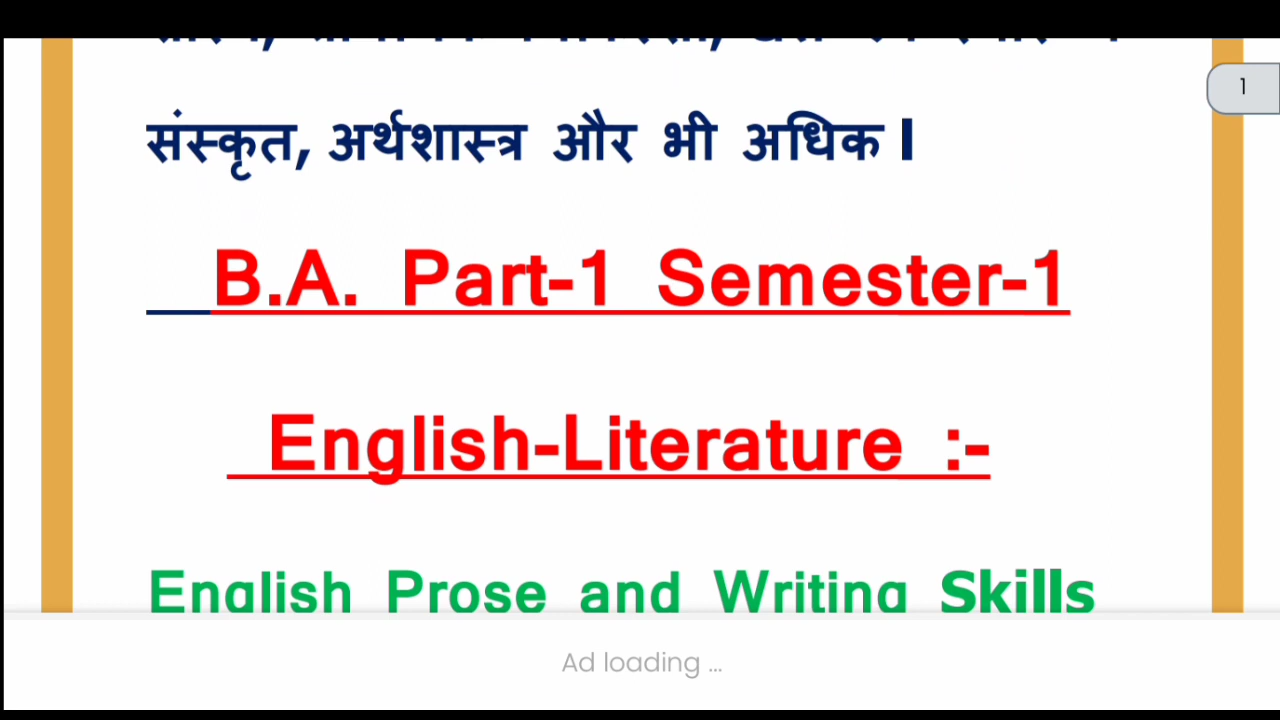 1
संस्कृत, अर्थशास्त्र और भी अधिक ।
B.A. Part-1 Semester-1
English-Literature :-
English Prose and Writing Skills
Ad loading ...